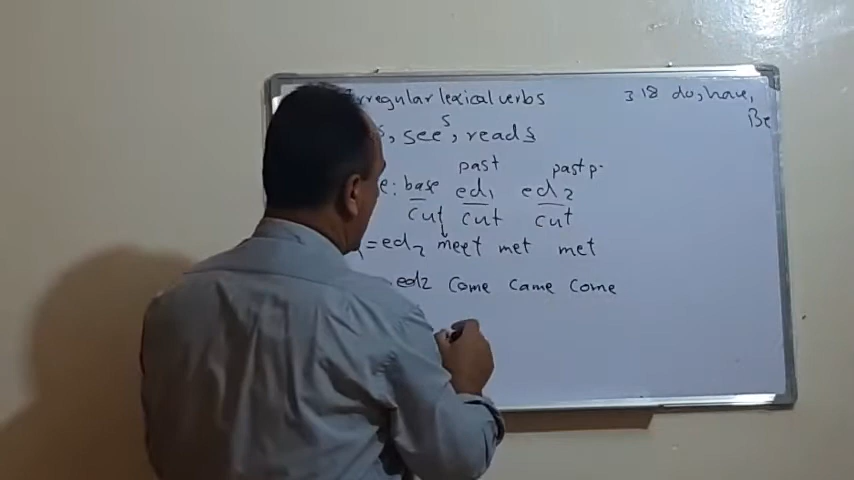 rregular lexical verbs 318 do, have, Be
s, see s, reads
past past p.
e: base ed1 ed2
cut cut cut
=ed2 meet met met
ed2 come came come